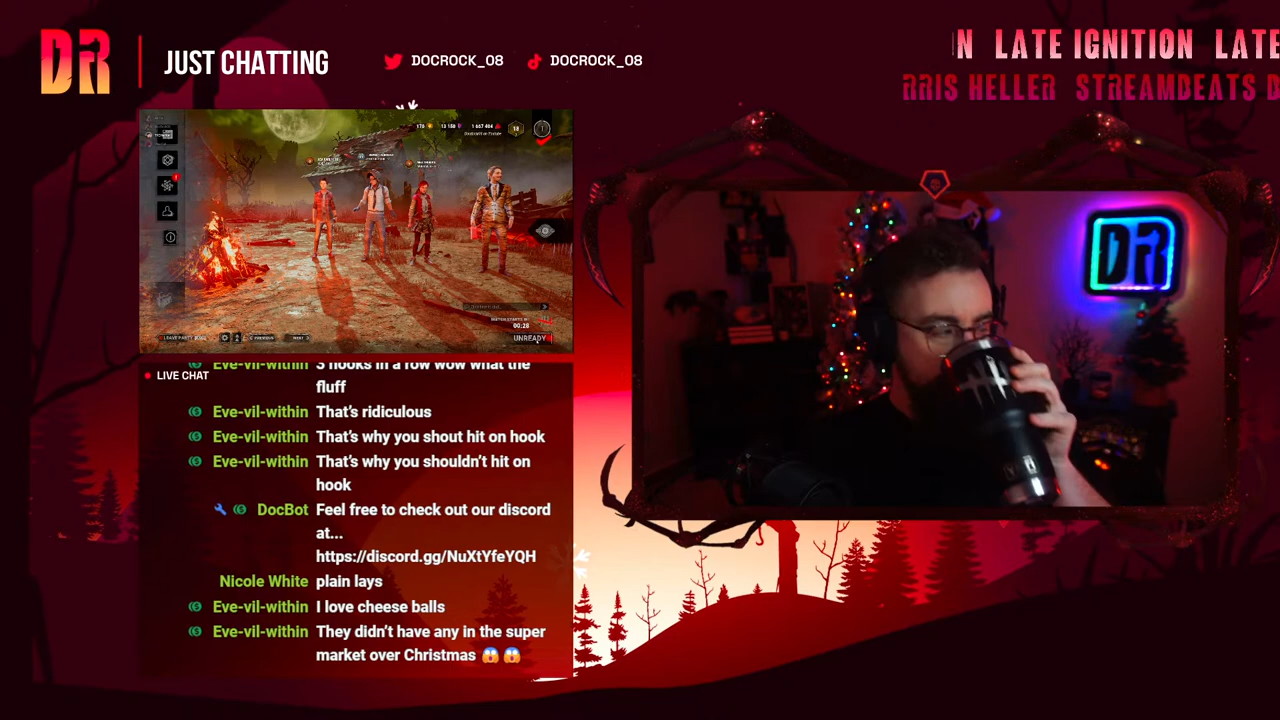 DR
JUST CHATTING
DOCROCK_08
DOCROCK_08
N LATE IGNITION LATE
RRIS HELLER STREAMDEATS D
00:28
UNREADY
LIVE CHAT
Eve-vil-within 3 hooks in a row wow what the
fluff
Eve-vil-within That's ridiculous
Eve-vil-within That's why you shout hit on hook
Eve-vil-within That's why you shouldn't hit on
hook
DocBot Feel free to check out our discord
at...
https://discord.gg/NuXtYfeYQH
Nicole White plain lays
Eve-vil-within I love cheese balls
Eve-vil-within They didn't have any in the super
market over Christmas 😱 😱
DR